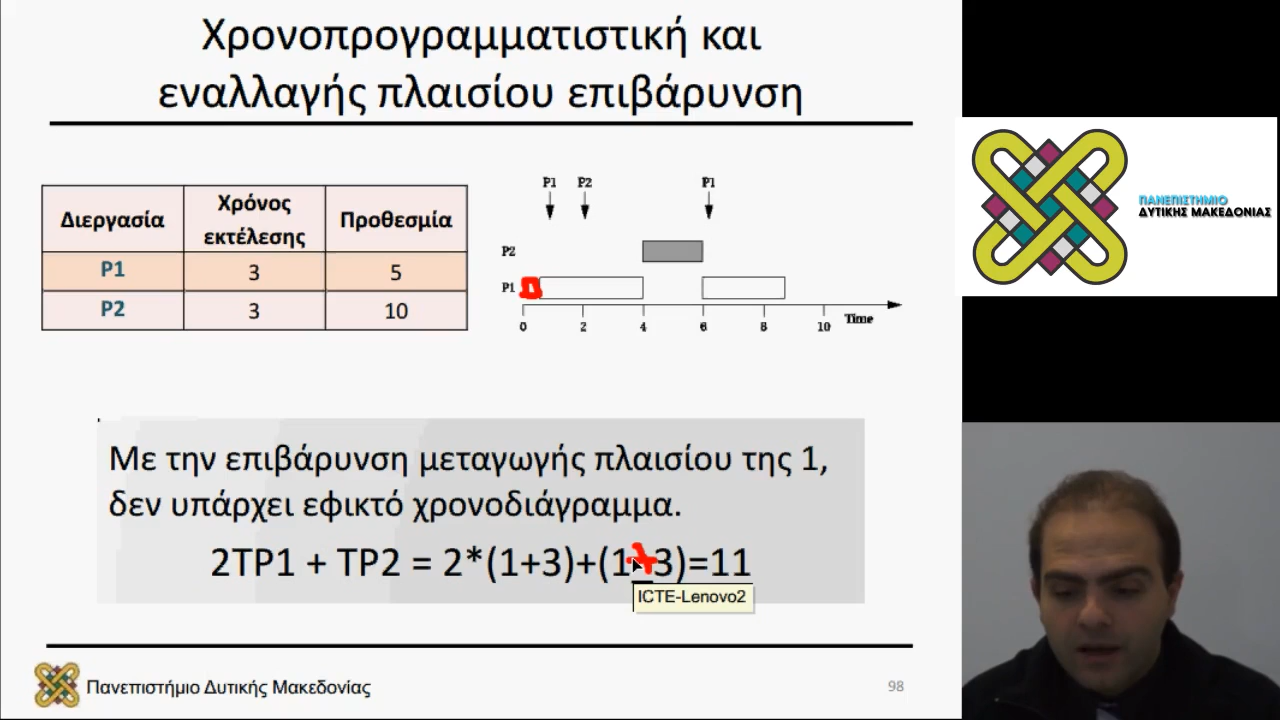 Χρονοπρογραμματιστική και
εναλλαγής πλαισίου επιβάρυνση
Διεργασία
Χρόνος
εκτέλεσης
Προθεσμία
P1
3
5
P2
3
10
P1
P2
P1
P2
P1
0
2
4
6
8
10
Time
Με την επιβάρυνση μεταγωγής πλαισίου της 1,
δεν υπάρχει εφικτό χρονοδιάγραμμα.
2TP1 + TP2 = 2*(1+3)+(1_3)=11
ICTE-Lenovo2
Πανεπιστήμιο Δυτικής Μακεδονίας
98
ΠΑΝΕΠΙΣΤΗΜΙΟ
ΔΥΤΙΚΗΣ ΜΑΚΕΔΟΝΙΑΣ